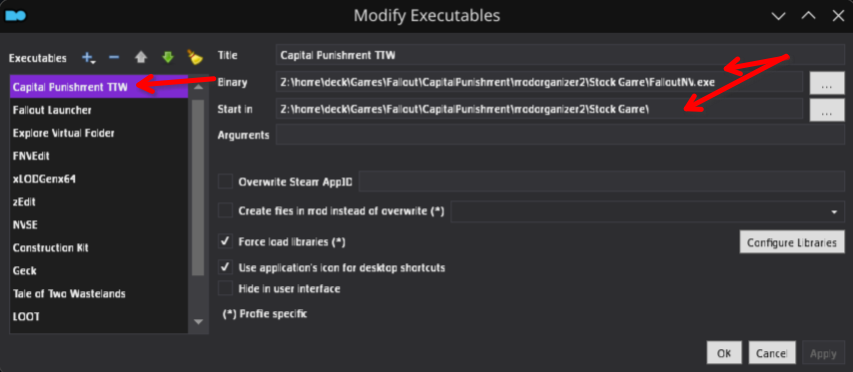 Modify Executables
Executables
Title Capital Punishment TTW
Binary Z:\home\deck\Games\Fallout\CapitalPunishment\modorganizer2\Stock Game\FalloutNV.exe ...
Start in Z:\home\deck\Games\Fallout\CapitalPunishment\modorganizer2\Stock Game\ ...
Arguments
Capital Punishment TTW
Fallout Launcher
Explore Virtual Folder
FNVEdit
xLODGenx64
zEdit
NVSE
Construction Kit
Geck
Tale of Two Wastelands
LOOT
Overwrite Steam AppID
Create files in mod instead of overwrite (*)
Force load libraries (*) Configure Libraries
Use application's icon for desktop shortcuts
Hide in user interface
(*) Profile specific
OK Cancel Apply